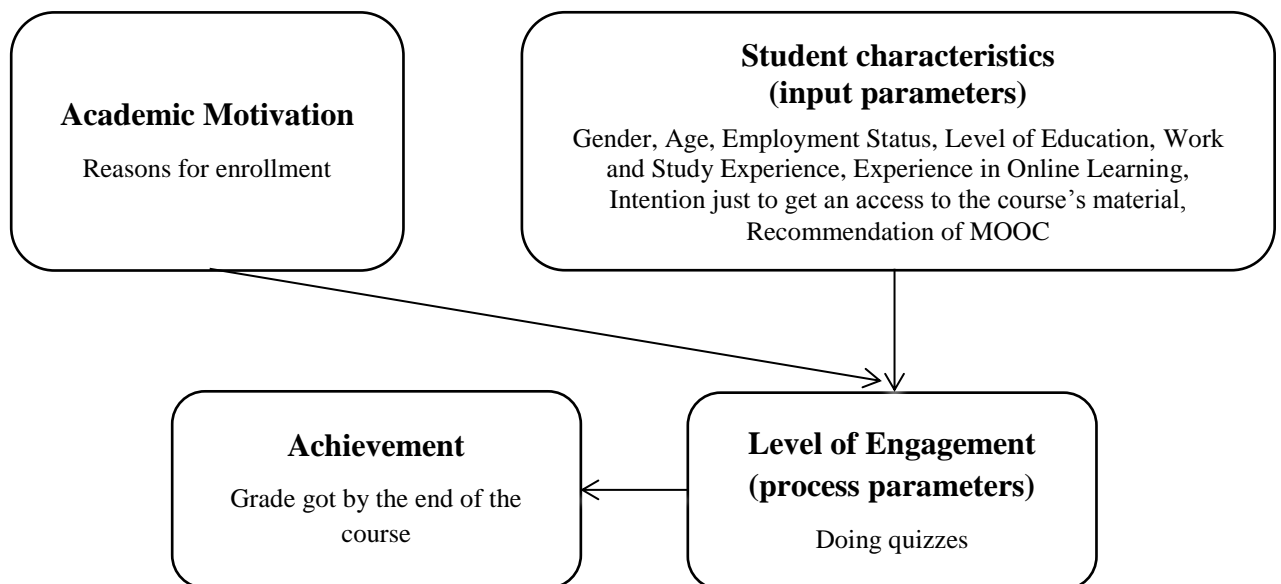 Academic Motivation
Reasons for enrollment
Student characteristics
(input parameters)
Gender, Age, Employment Status, Level of Education, Work
and Study Experience, Experience in Online Learning,
Intention just to get an access to the course’s material,
Recommendation of MOOC
Achievement
Grade got by the end of the
course
Level of Engagement
(process parameters)
Doing quizzes